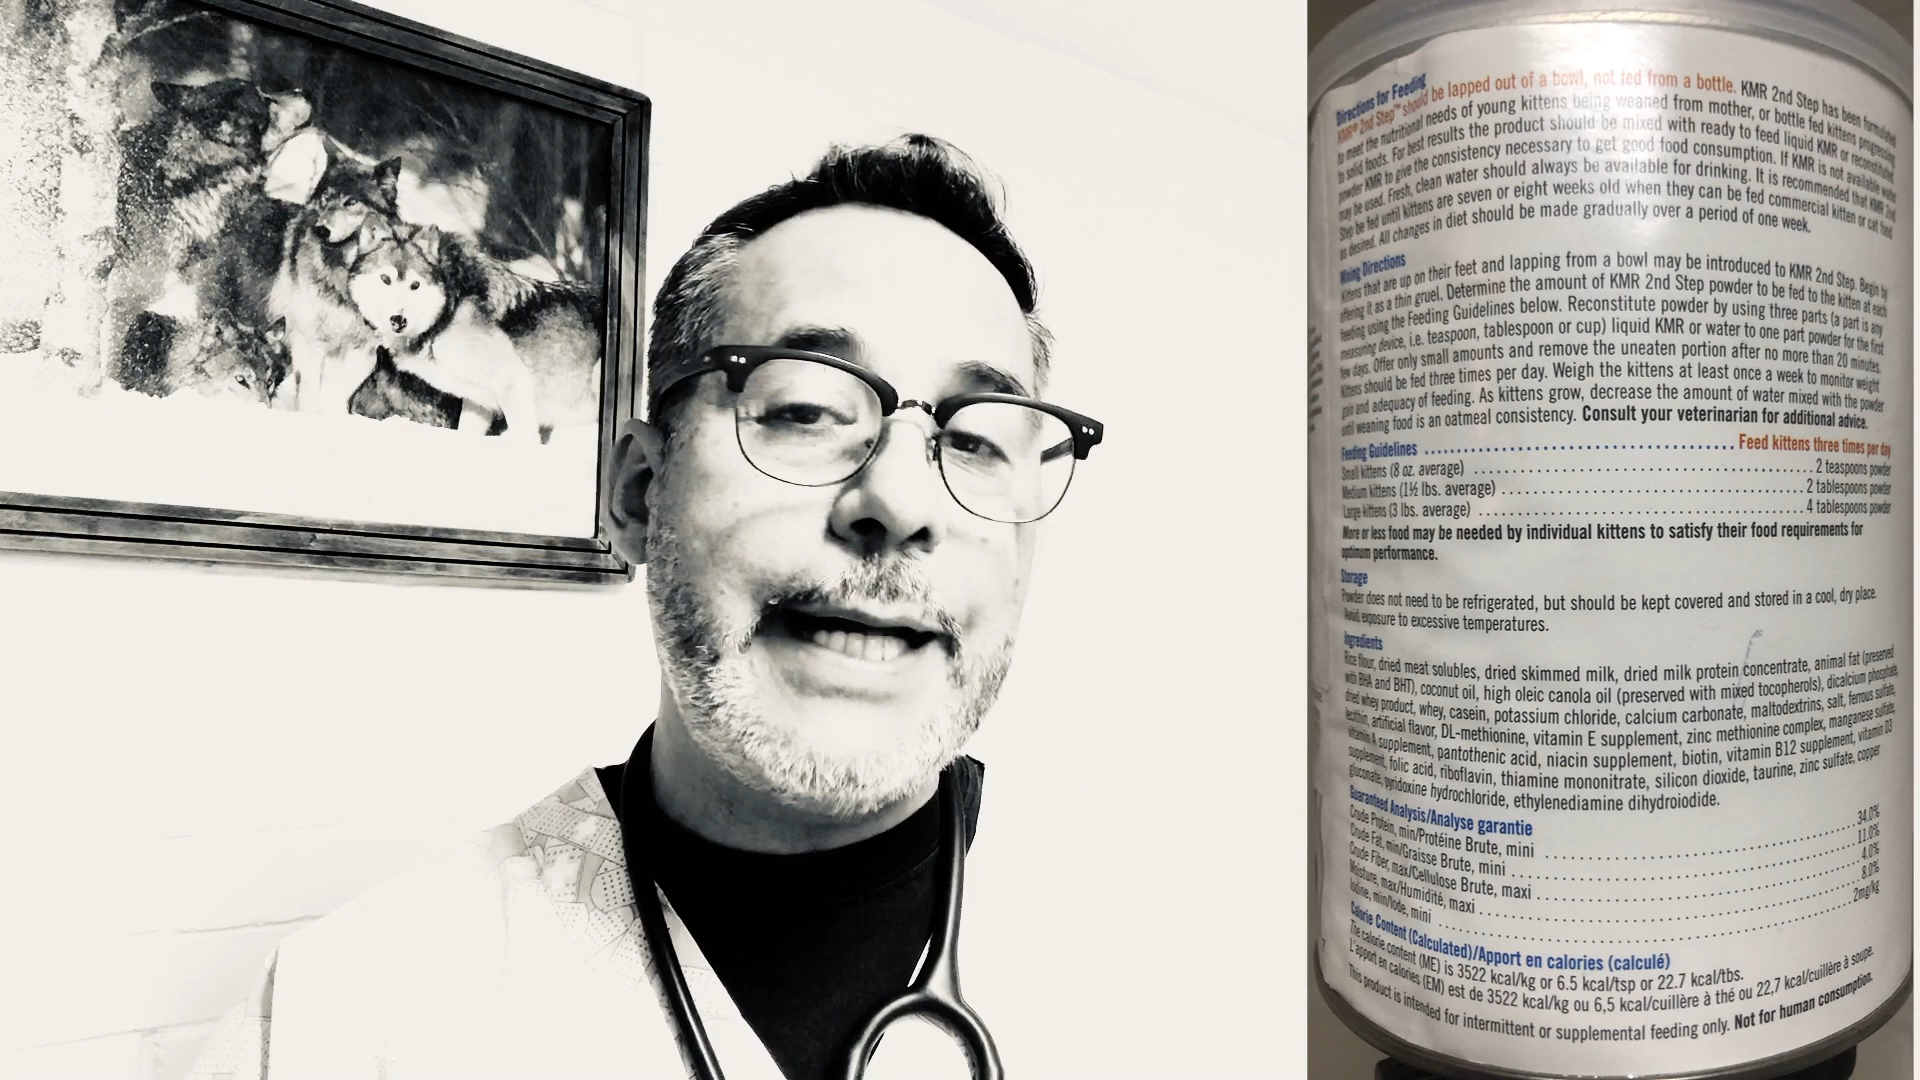 Directions for Feeding
KMR® 2nd Step™ should be lapped out of a bowl, not fed from a bottle. KMR 2nd Step has been formulated
to meet the nutritional needs of young kittens being weaned from mother, or bottle fed kittens progressing
to solid foods. For best results the product should be mixed with ready to feed liquid KMR or reconstituted
powder KMR to give the consistency necessary to get good food consumption. If KMR is not available water
may be used. Fresh, clean water should always be available for drinking. It is recommended that KMR 2nd
Step be fed until kittens are seven or eight weeks old when they can be fed commercial kitten or cat food
as desired. All changes in diet should be made gradually over a period of one week.
Mixing Directions
Kittens that are up on their feet and lapping from a bowl may be introduced to KMR 2nd Step. Begin by
offering it as a thin gruel. Determine the amount of KMR 2nd Step powder to be fed to the kitten at each
feeding using the Feeding Guidelines below. Reconstitute powder by using three parts (a part is any
measuring device, i.e. teaspoon, tablespoon or cup) liquid KMR or water to one part powder for the first
few days. Offer only small amounts and remove the uneaten portion after no more than 20 minutes.
Kittens should be fed three times per day. Weigh the kittens at least once a week to monitor weight
gain and adequacy of feeding. As kittens grow, decrease the amount of water mixed with the powder
until weaning food is an oatmeal consistency. Consult your veterinarian for additional advice.
Feeding Guidelines ........ Feed kittens three times per day
Small kittens (8 oz. average) ........ 2 teaspoons powder
Medium kittens (1½ lbs. average) ........ 2 tablespoons powder
Large kittens (3 lbs. average) ........ 4 tablespoons powder
More or less food may be needed by individual kittens to satisfy their food requirements for
optimum performance.
Storage
Powder does not need to be refrigerated, but should be kept covered and stored in a cool, dry place.
Avoid exposure to excessive temperatures.
Ingredients
Rice flour, dried meat solubles, dried skimmed milk, dried milk protein concentrate, animal fat (preserved
with BHA and BHT), coconut oil, high oleic canola oil (preserved with mixed tocopherols), dicalcium phosphate,
dried whey product, whey, casein, potassium chloride, calcium carbonate, maltodextrins, salt, ferrous sulfate,
lecithin, artificial flavor, DL-methionine, vitamin E supplement, zinc methionine complex, manganese sulfate,
vitamin A supplement, pantothenic acid, niacin supplement, biotin, vitamin B12 supplement, vitamin D3
supplement, folic acid, riboflavin, thiamine mononitrate, silicon dioxide, taurine, zinc sulfate, copper
gluconate, pyridoxine hydrochloride, ethylenediamine dihydroiodide.
Guaranteed Analysis/Analyse garantie
Crude Protein, min/Protéine Brute, mini ........ 34.0%
Crude Fat, min/Graisse Brute, mini ........ 11.0%
Crude Fiber, max/Cellulose Brute, maxi ........ 4.0%
Moisture, max/Humidité, maxi ........ 8.0%
Iodine, min/Iode, mini ........ 2mg/kg
Calorie Content (Calculated)/Apport en calories (calculé)
The calorie content (ME) is 3522 kcal/kg or 6.5 kcal/tsp or 22.7 kcal/tbs.
L'apport en calories (EM) est de 3522 kcal/kg ou 6,5 kcal/cuillère à thé ou 22,7 kcal/cuillère à soupe.
This product is intended for intermittent or supplemental feeding only. Not for human consumption.